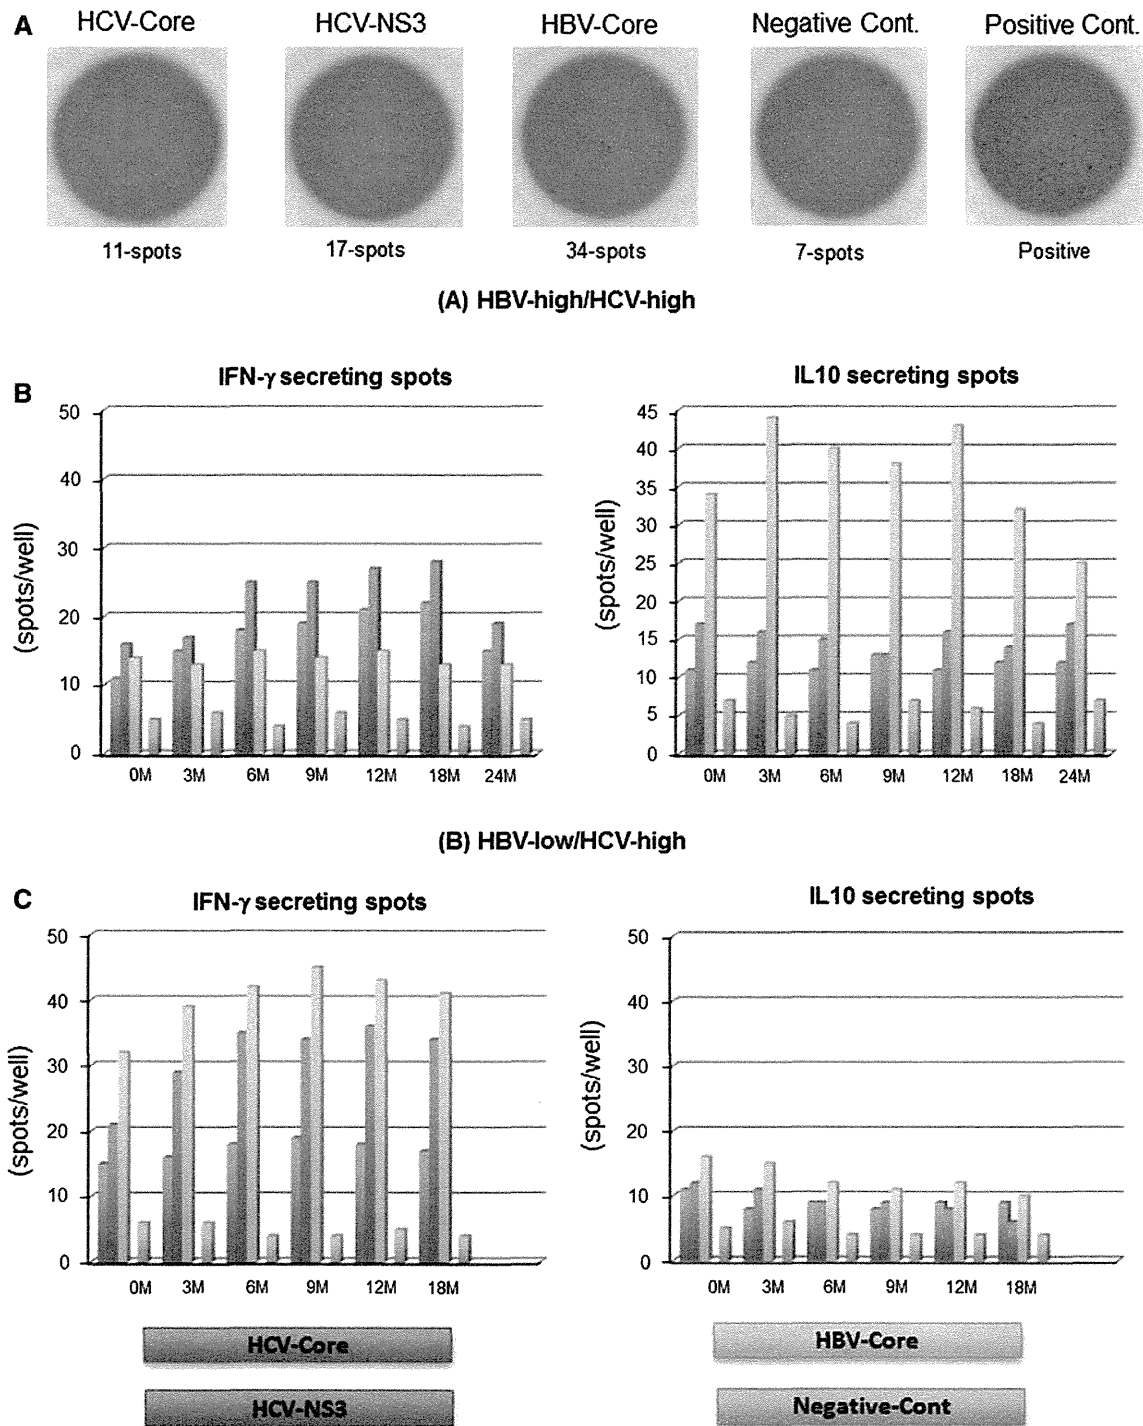 A
HCV-Core HCV-NS3 HBV-Core Negative Cont. Positive Cont.
11-spots 17-spots 34-spots 7-spots Positive
(A) HBV-high/HCV-high
B
IFN-γ secreting spots
(spots/well)
50
40
30
20
10
0
0M 3M 6M 9M 12M 18M 24M
IL10 secreting spots
(spots/well)
45
40
35
30
25
20
15
10
5
0
0M 3M 6M 9M 12M 18M 24M
(B) HBV-low/HCV-high
C
IFN-γ secreting spots
(spots/well)
50
40
30
20
10
0
0M 3M 6M 9M 12M 18M
IL10 secreting spots
(spots/well)
50
40
30
20
10
0
0M 3M 6M 9M 12M 18M
HCV-Core
HBV-Core
HCV-NS3
Negative-Cont